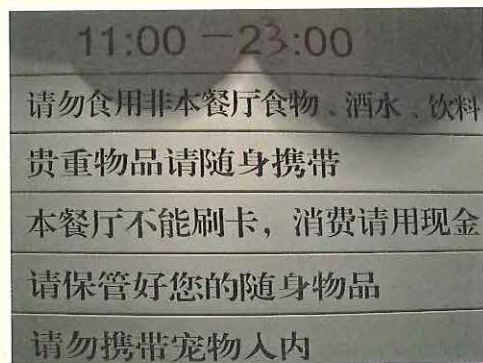 11:00－23:00
请勿食用非本餐厅食物、酒水、饮料
贵重物品请随身携带
本餐厅不能刷卡，消费请用现金
请保管好您的随身物品
请勿携带宠物入内